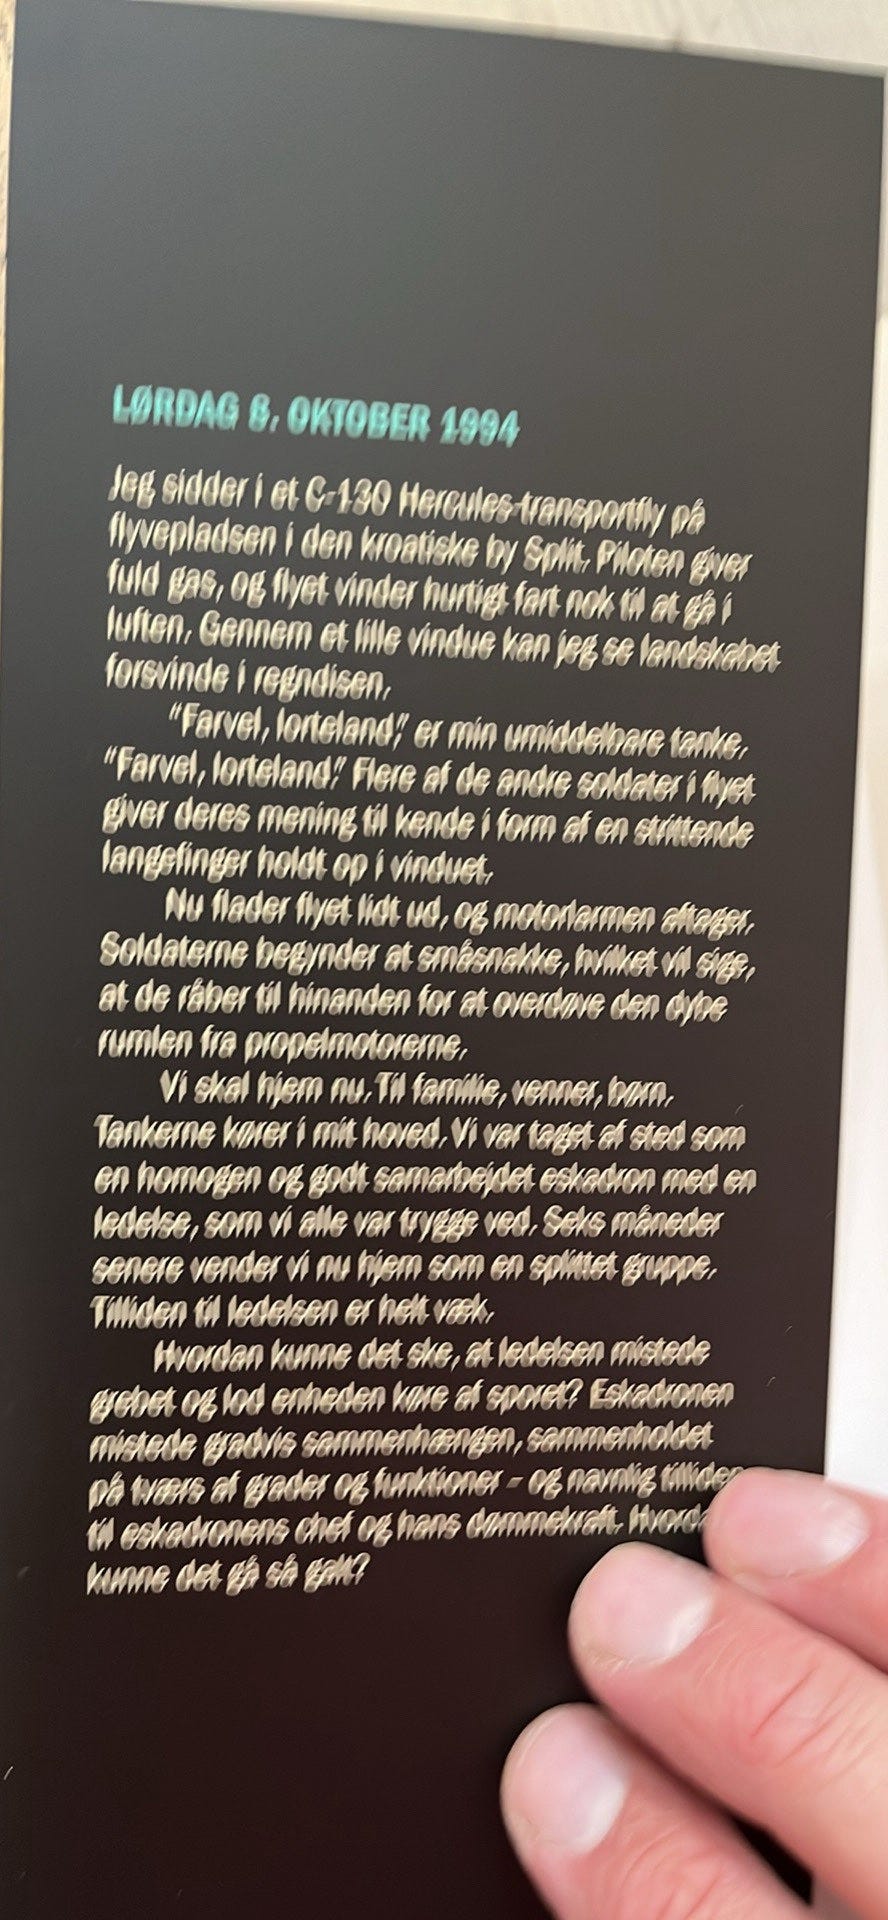 LØRDAG 8. OKTOBER 1994
Jeg sidder i et C-130 Hercules-transportfly på
flyvepladsen i den kroatiske by Split. Piloten giver
fuld gas, og flyet vinder hurtigt fart nok til at gå i
luften. Gennem et lille vindue kan jeg se landskabet
forsvinde i regndisen.
"Farvel, lorteland," er min umiddelbare tanke.
"Farvel, lorteland." Flere af de andre soldater i flyet
giver deres mening til kende i form af en strittende
langefinger holdt op i vinduet.
Nu flader flyet lidt ud, og motorlarmen aftager.
Soldaterne begynder at småsnakke, hvilket vil sige,
at de råber til hinanden for at overdøve den dybe
rumlen fra propelmotorerne.
Vi skal hjem nu. Til familie, venner, børn.
Tankerne kører i mit hoved. Vi var taget af sted som
en homogen og godt samarbejdet eskadron med en
ledelse, som vi alle var trygge ved. Seks måneder
senere vender vi nu hjem som en splittet gruppe.
Tilliden til ledelsen er helt væk.
Hvordan kunne det ske, at ledelsen mistede
grebet og lod enheden køre af sporet? Eskadronen
mistede gradvis sammenhængen, sammenholdet
på tværs af grader og funktioner – og navnlig tilliden
til eskadronens chef og hans dømmekraft.
kunne det gå så galt?